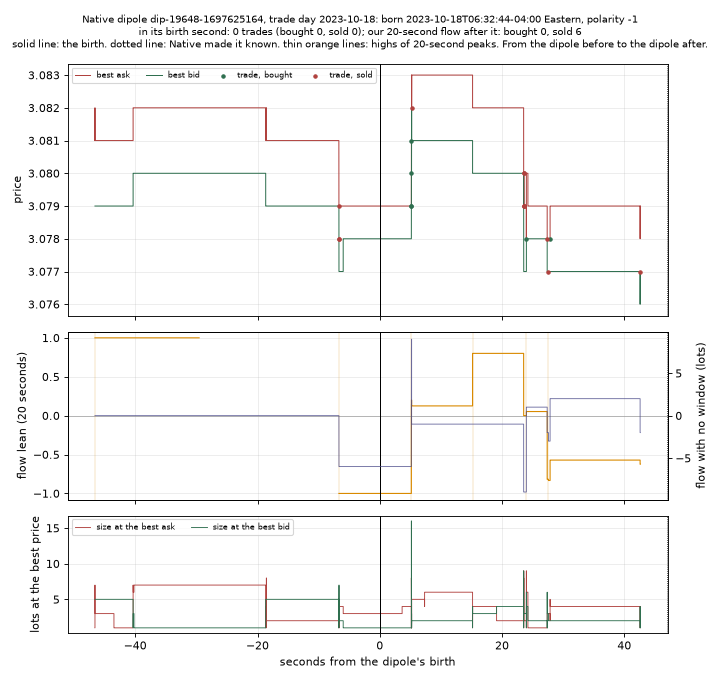 Native dipole dip-19648-1697625164, trade day 2023-10-18: born 2023-10-18T06:32:44-04:00 Eastern, polarity -1
in its birth second: 0 trades (bought 0, sold 0); our 20-second flow after it: bought 0, sold 6
solid line: the birth. dotted line: Native made it known. thin orange lines: highs of 20-second peaks. From the dipole before to the dipole after.
best ask
best bid
trade, bought
trade, sold
3.083
3.082
3.081
3.080
3.079
3.078
3.077
3.076
price
1.0
0.5
0.0
−0.5
−1.0
flow lean (20 seconds)
5
0
−5
flow with no window (lots)
size at the best ask
size at the best bid
15
10
5
lots at the best price
−40
−20
0
20
40
seconds from the dipole's birth